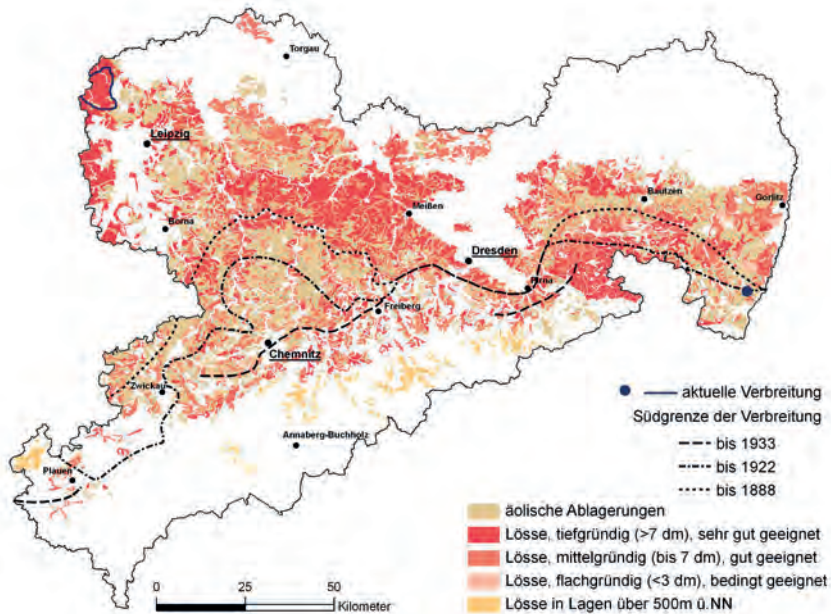 Torgau
Leipzig
Borna
Meißen
Bautzen
Görlitz
Dresden
Pirna
Freiberg
Chemnitz
Zwickau
Annaberg-Buchholz
Plauen
aktuelle Verbreitung
Südgrenze der Verbreitung
bis 1933
bis 1922
bis 1888
äolische Ablagerungen
Lösse, tiefgründig (>7 dm), sehr gut geeignet
Lösse, mittelgründig (bis 7 dm), gut geeignet
Lösse, flachgründig (<3 dm), bedingt geeignet
Lösse in Lagen über 500m ü.NN
0 25 50
Kilometer